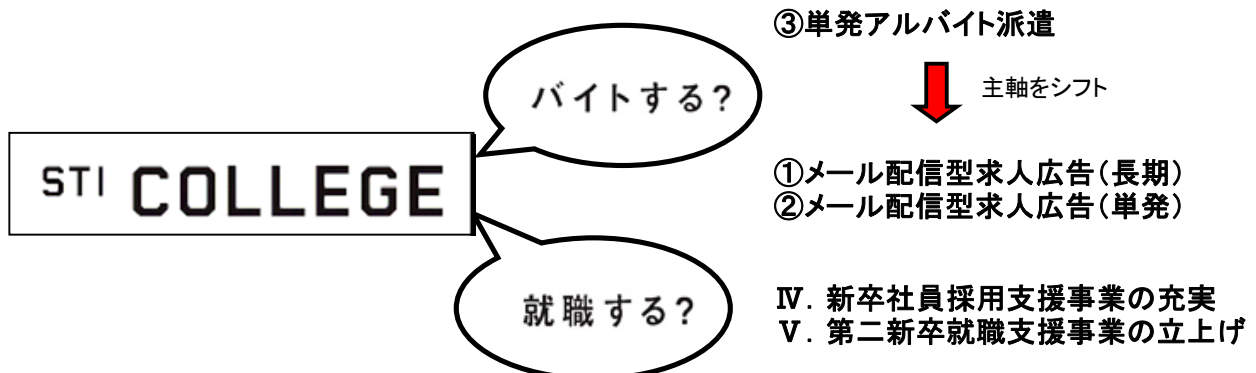 ③単発アルバイト派遣
バイトする?
主軸をシフト
STI COLLEGE
①メール配信型求人広告(長期)
②メール配信型求人広告(単発)
就職する?
Ⅳ. 新卒社員採用支援事業の充実
Ⅴ. 第二新卒就職支援事業の立上げ